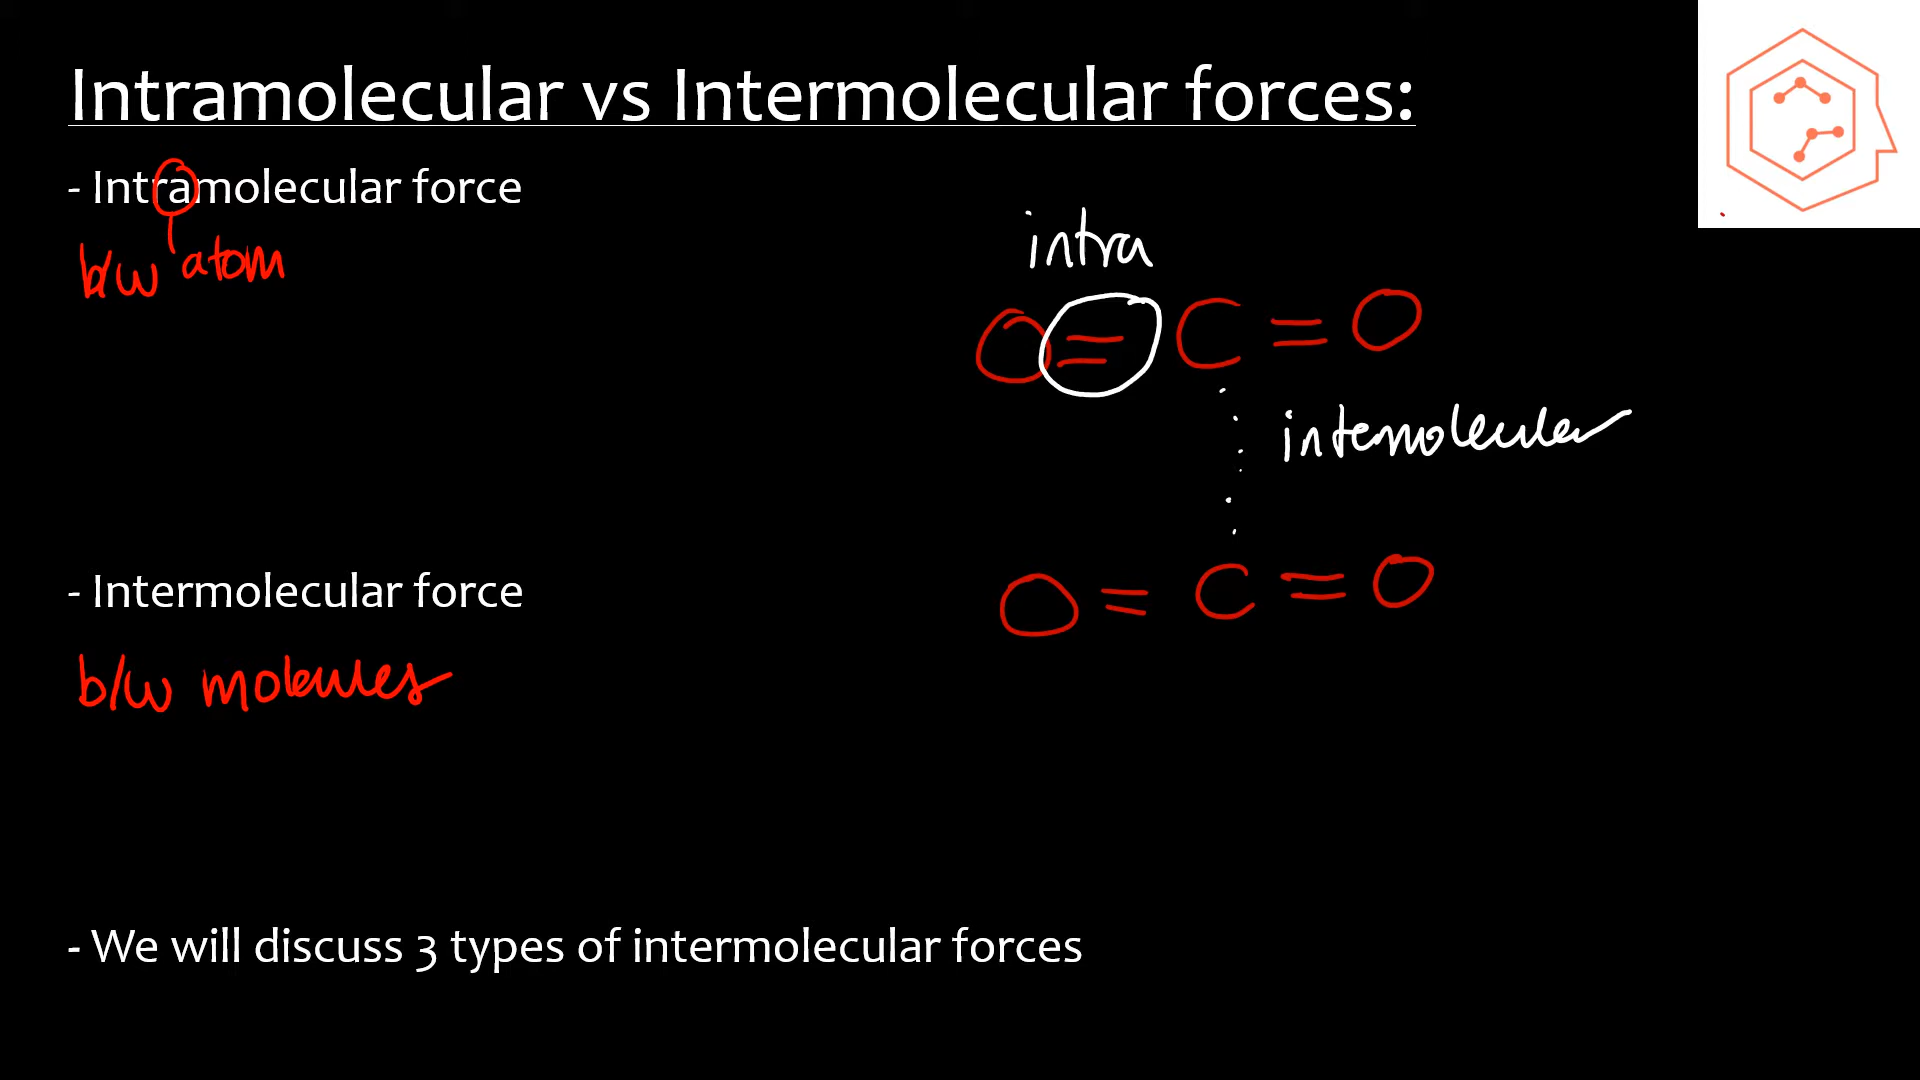 Intramolecular vs Intermolecular forces:
- Intramolecular force
b/w atom
intra
O = C = O
intermolecular
- Intermolecular force
O = C = O
b/w molecules
- We will discuss 3 types of intermolecular forces